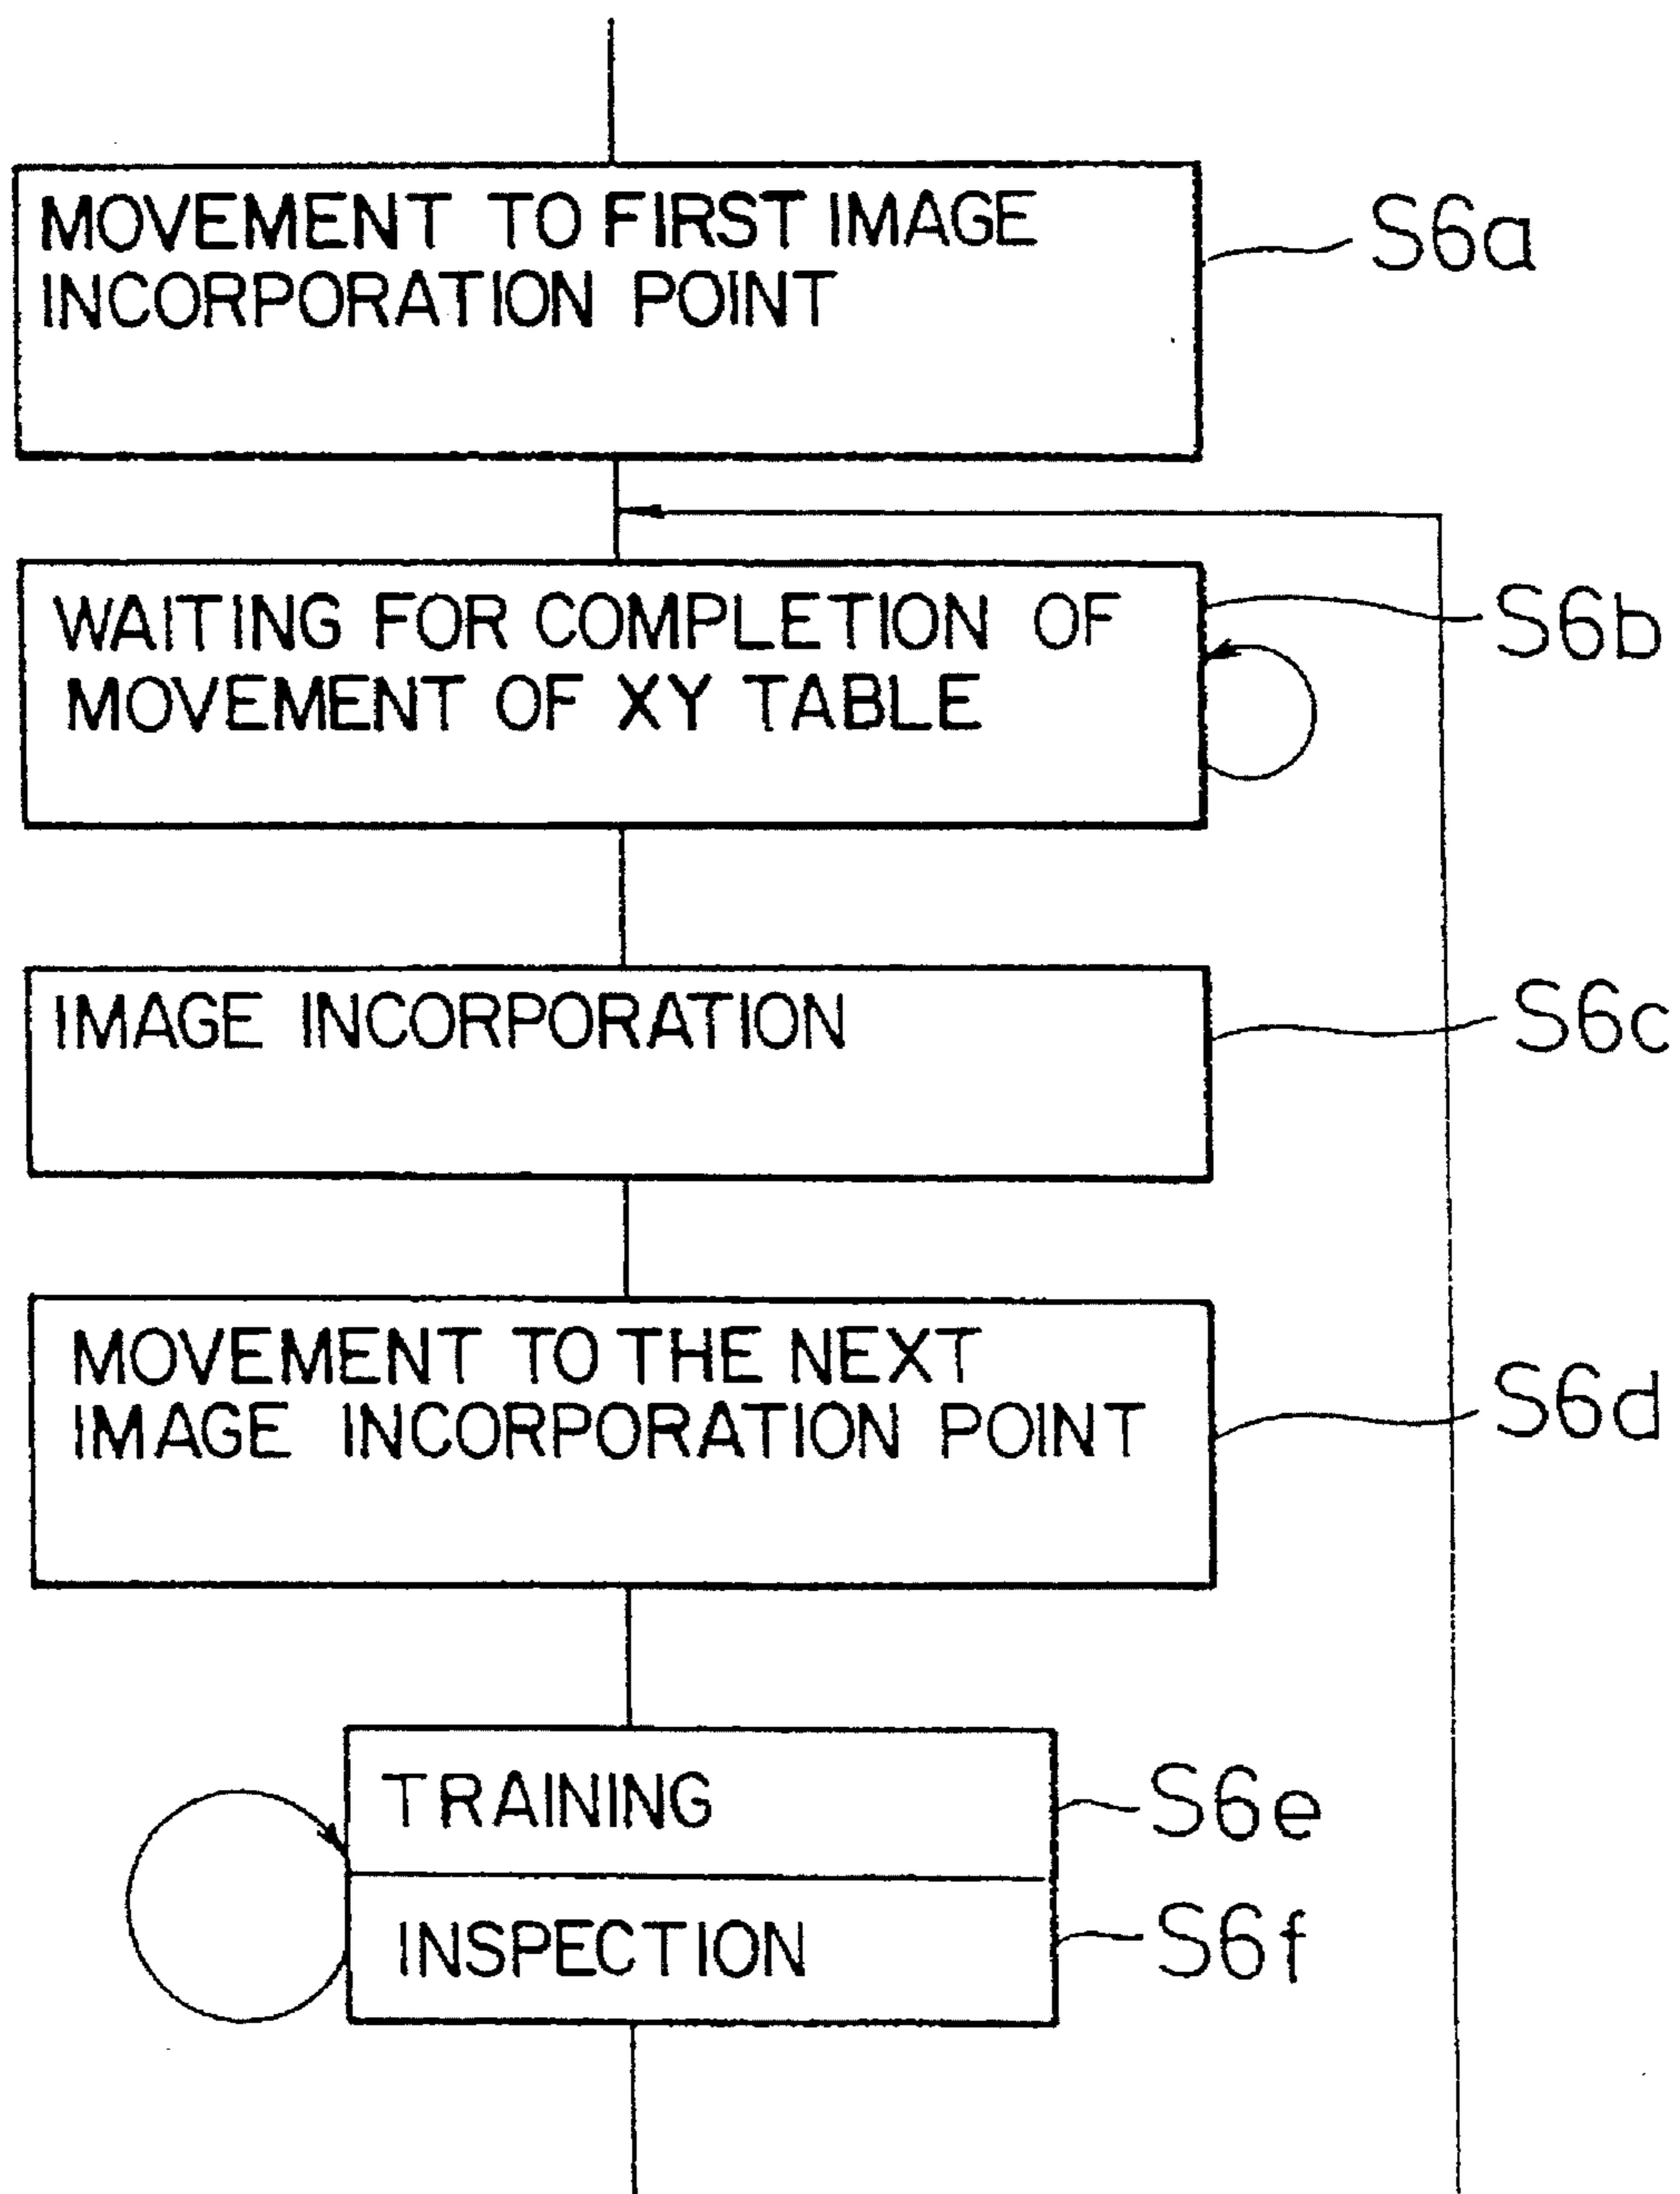 MOVEMENT TO FIRST IMAGE
INCORPORATION POINT
S6a
WAITING FOR COMPLETION OF
MOVEMENT OF XY TABLE
S6b
IMAGE INCORPORATION
S6c
MOVEMENT TO THE NEXT
IMAGE INCORPORATION POINT
S6d
TRAINING
S6e
INSPECTION
S6f